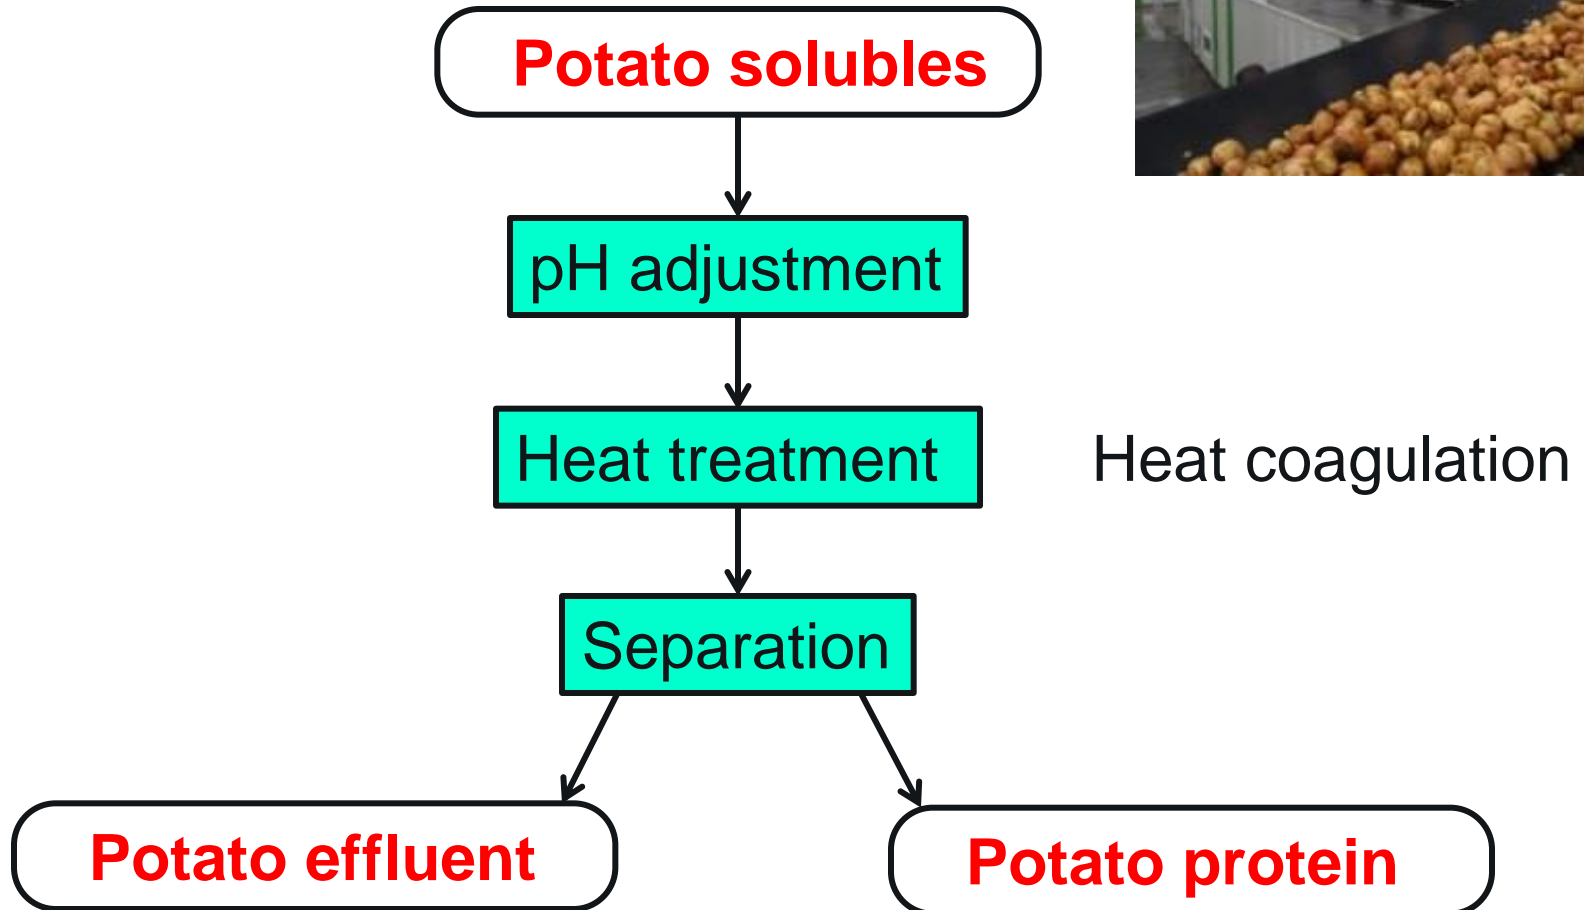 Potato solubles
pH adjustment
Heat treatment
Heat coagulation
Separation
Potato effluent
Potato protein